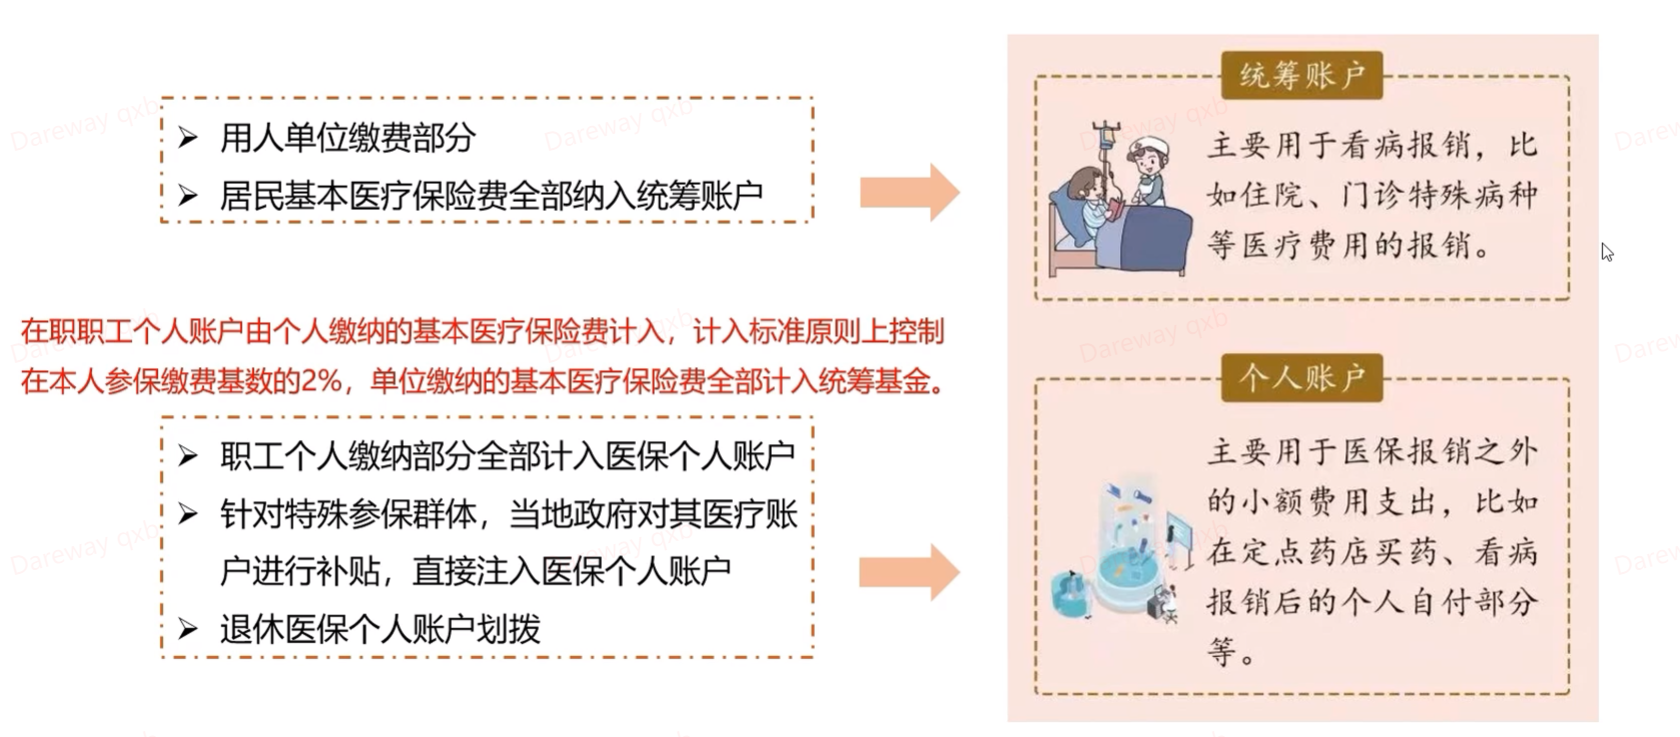 用人单位缴费部分
居民基本医疗保险费全部纳入统筹账户
统筹账户
主要用于看病报销，比
如住院、门诊特殊病种
等医疗费用的报销。
在职职工个人账户由个人缴纳的基本医疗保险费计入，计入标准原则上控制
在本人参保缴费基数的2%，单位缴纳的基本医疗保险费全部计入统筹基金。
职工个人缴纳部分全部计入医保个人账户
针对特殊参保群体，当地政府对其医疗账
户进行补贴，直接注入医保个人账户
退休医保个人账户划拨
个人账户
主要用于医保报销之外
的小额费用支出，比如
在定点药店买药、看病
报销后的个人自付部分
等。
Dareway qxb
Dareway qxb
Dareway qxb
Dareway qxb
Dareway qxb